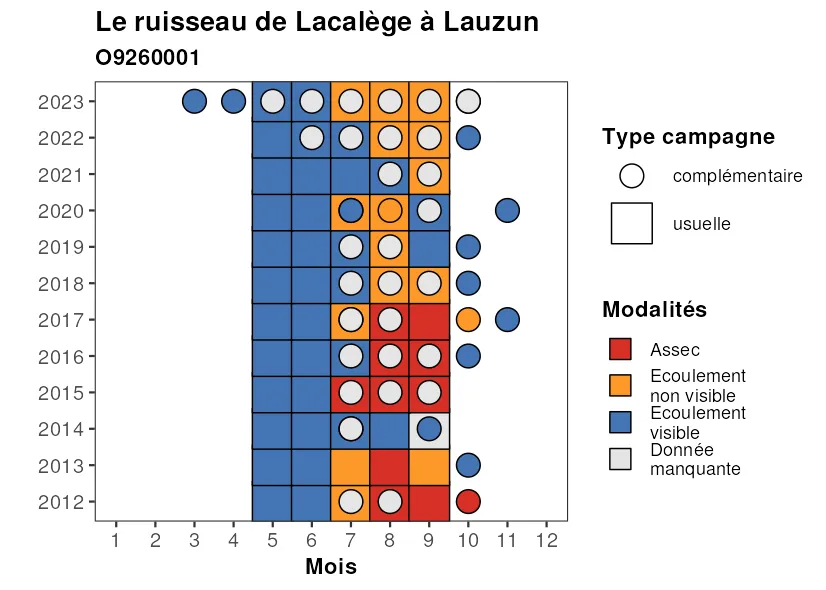 Le ruisseau de Lacalège à Lauzun
O9260001
2023
2022
2021
2020
2019
2018
2017
2016
2015
2014
2013
2012
1 2 3 4 5 6 7 8 9 10 11 12
Mois
Type campagne
complémentaire
usuelle
Modalités
Assec
Ecoulement
non visible
Ecoulement
visible
Donnée
manquante